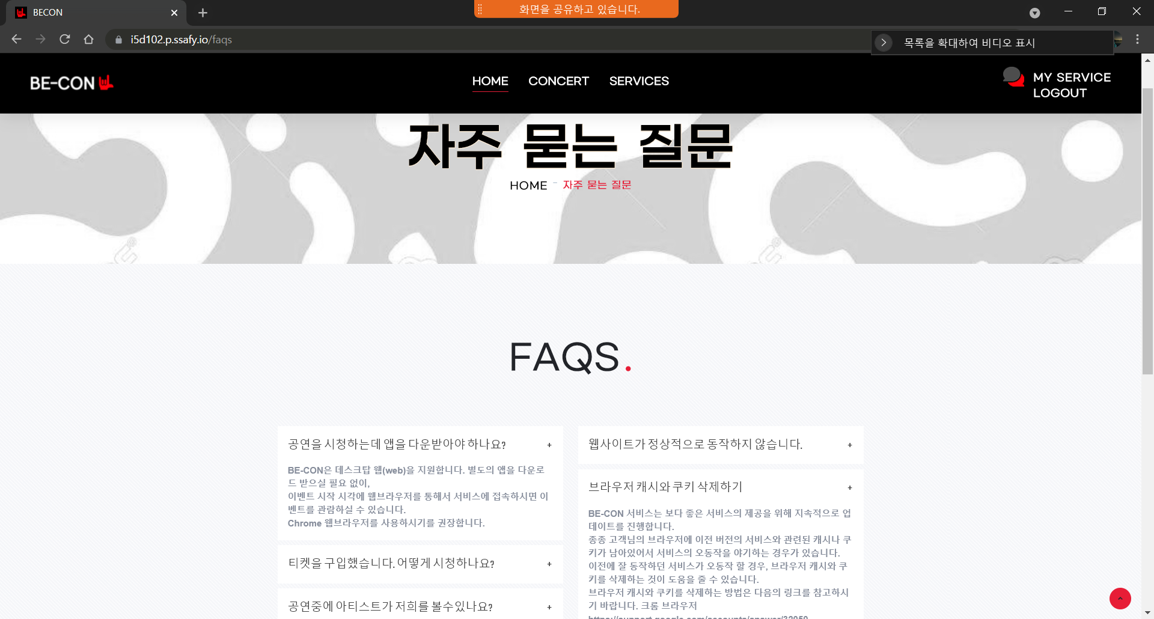 BECON
화면을 공유하고 있습니다.
i5d102.p.ssafy.io/faqs
목록을 확대하여 비디오 표시
BE-CON
HOME
CONCERT
SERVICES
MY SERVICE
LOGOUT
자주 묻는 질문
HOME - 자주 묻는 질문
FAQS.
공연을 시청하는데 앱을 다운받아야 하나요? +
BE-CON은 데스크탑 웹(web)을 지원합니다. 별도의 앱을 다운로
드 받으실 필요 없이,
이벤트 시작 시각에 웹브라우저를 통해서 서비스에 접속하시면 이
벤트를 관람하실 수 있습니다.
Chrome 웹브라우저를 사용하시기를 권장합니다.
티켓을 구입했습니다. 어떻게 시청하나요? +
공연중에 아티스트가 저희를 볼수있나요? +
웹사이트가 정상적으로 동작하지 않습니다. +
브라우저 캐시와 쿠키 삭제하기 +
BE-CON 서비스는 보다 좋은 서비스의 제공을 위해 지속적으로 업
데이트를 진행합니다.
종종 고객님의 브라우저에 이전 버전의 서비스와 관련된 캐시나 쿠
키가 남아있어서 서비스의 오동작을 야기하는 경우가 있습니다.
이전에 잘 동작하던 서비스가 오동작 할 경우, 브라우저 캐시와 쿠
키를 삭제하는 것이 도움을 줄 수 있습니다.
브라우저 캐시와 쿠키를 삭제하는 방법은 다음의 링크를 참고하시
기 바랍니다. 크롬 브라우저